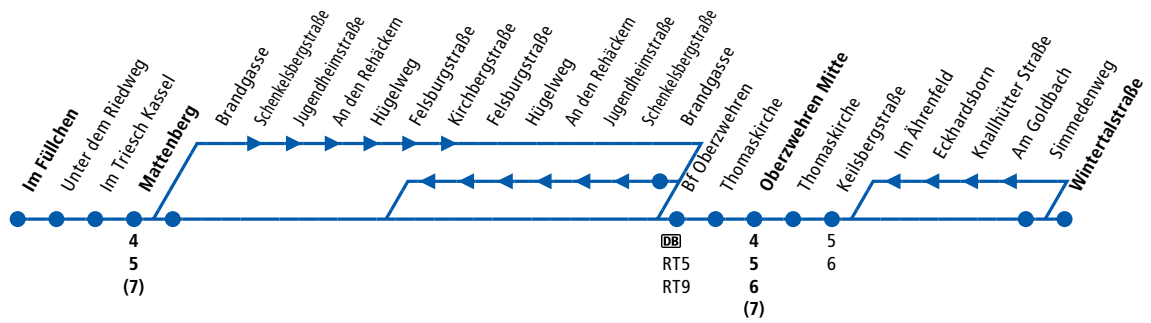 Im Füllchen
Unter dem Riedweg
Im Triesch Kassel
Mattenberg
Brandgasse
Schenkelsbergstraße
Jugendheimstraße
An den Rehäckern
Hügelweg
Felsburgstraße
Kirchbergstraße
Felsburgstraße
Hügelweg
An den Rehäckern
Jugendheimstraße
Schenkelsbergstraße
Brandgasse
Bf Oberzwehren
Thomaskirche
Oberzwehren Mitte
Thomaskirche
Keilsbergstraße
Im Ährenfeld
Eckhardsborn
Knallhütter Straße
Am Goldbach
Simmedenweg
Wintertalstraße
4
5
(7)
DB
RT5
RT9
4
5
6
(7)
5
6